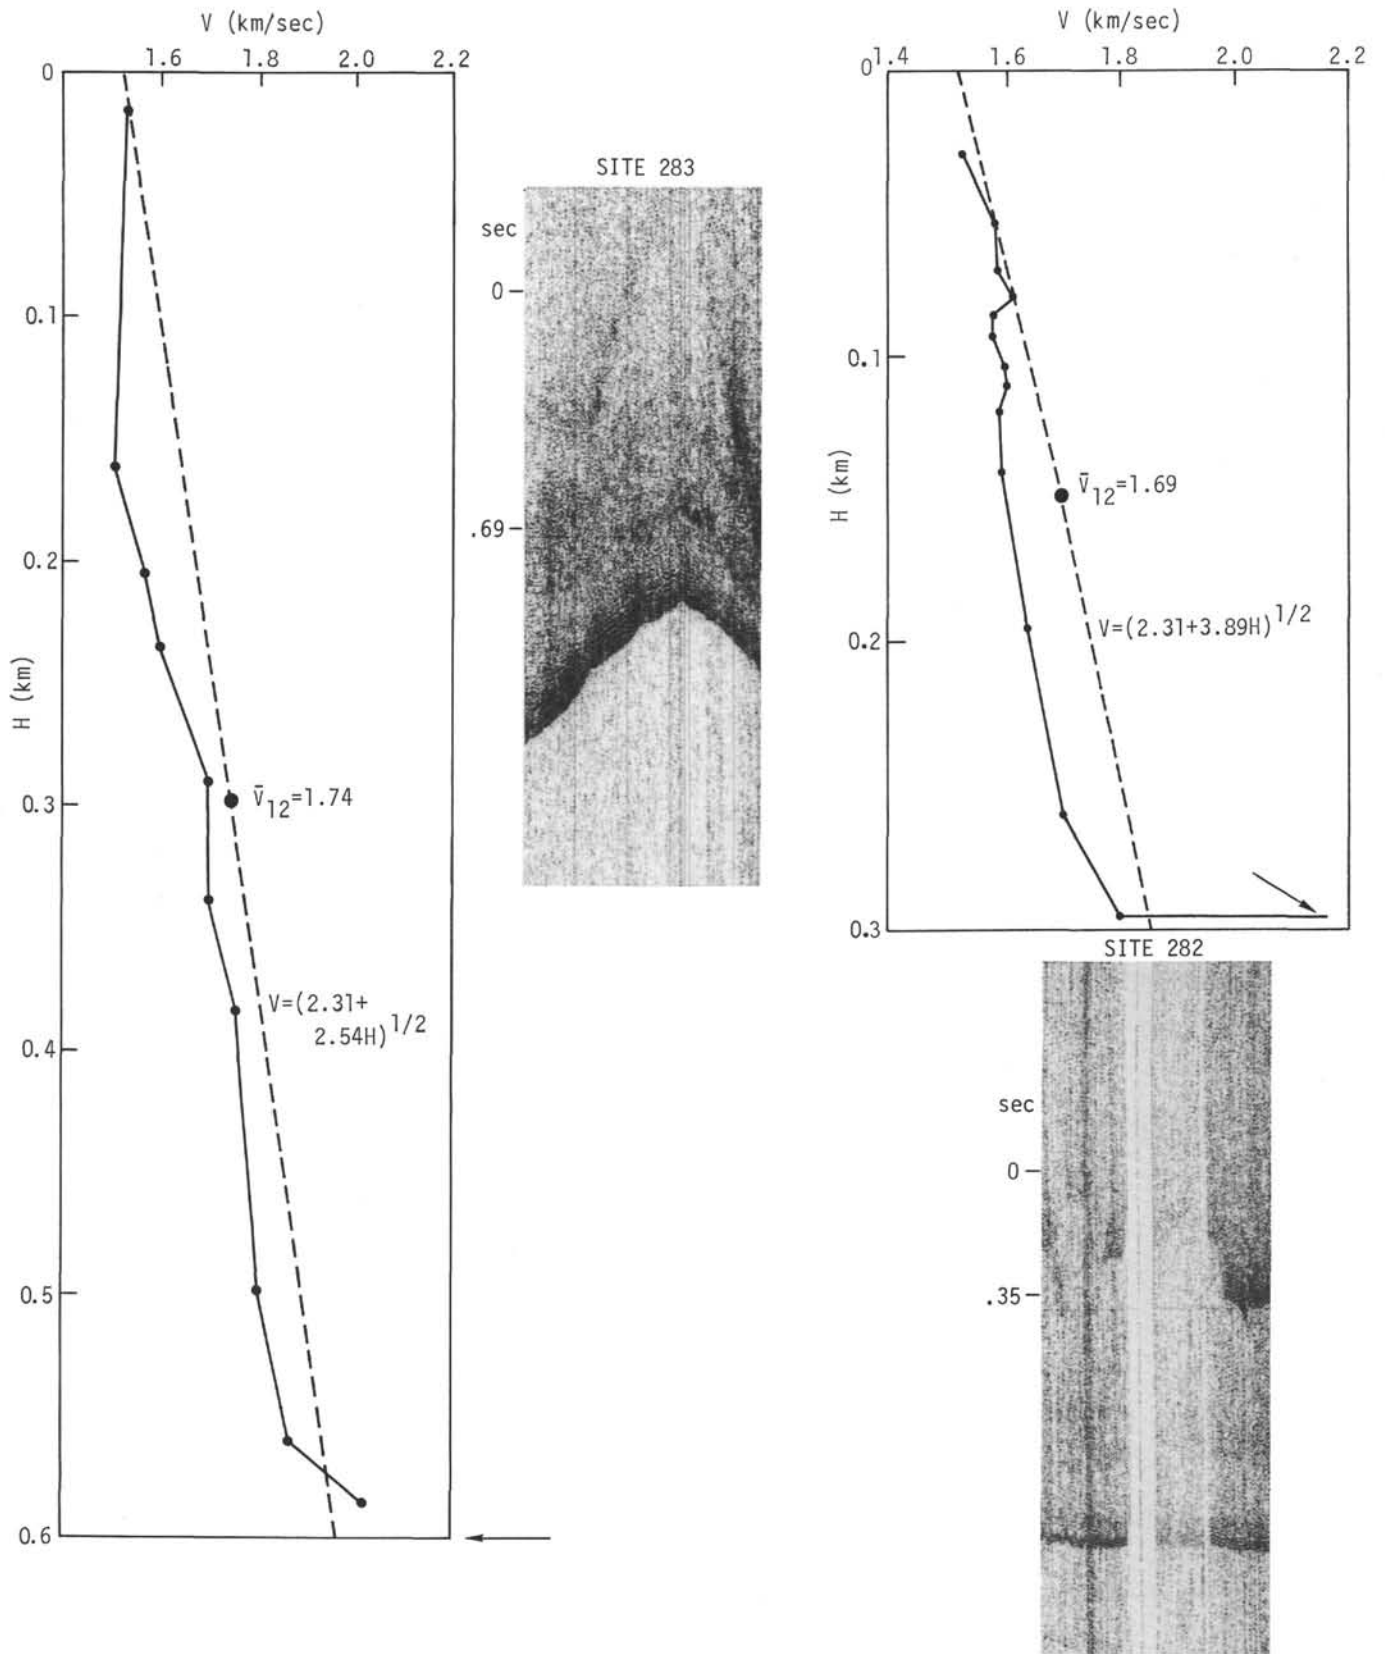 V (km/sec)
1.6 1.8 2.0 2.2
0
0.1
0.2
0.3
0.4
0.5
0.6
H (km)
V̄12=1.74
V=(2.31+
2.54H)1/2
SITE 283
sec
0
.69
V (km/sec)
1.4 1.6 1.8 2.0 2.2
0
0.1
0.2
0.3
H (km)
V̄12=1.69
V=(2.31+3.89H)1/2
SITE 282
sec
0
.35